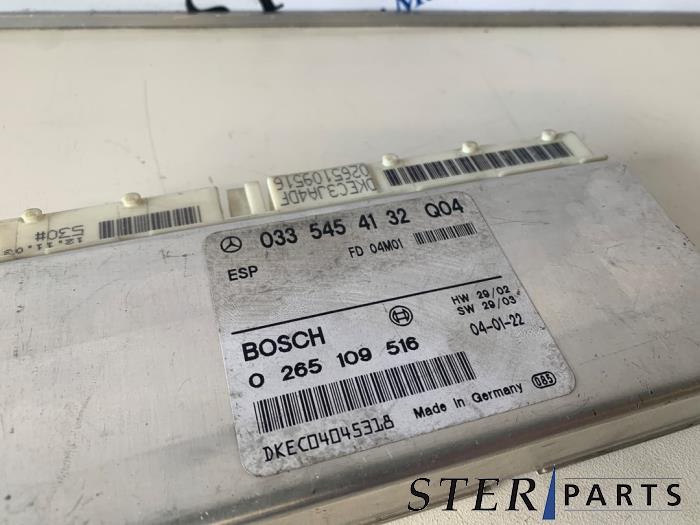 DKEC3JA4DF
0265109516
530#
033 545 41 32 Q04
FD 04M01
ESP
HW 29/02
SW 29/03
04-01-22
BOSCH
0 265 109 516
DKEC04045318
Made in Germany
085
STER PARTS